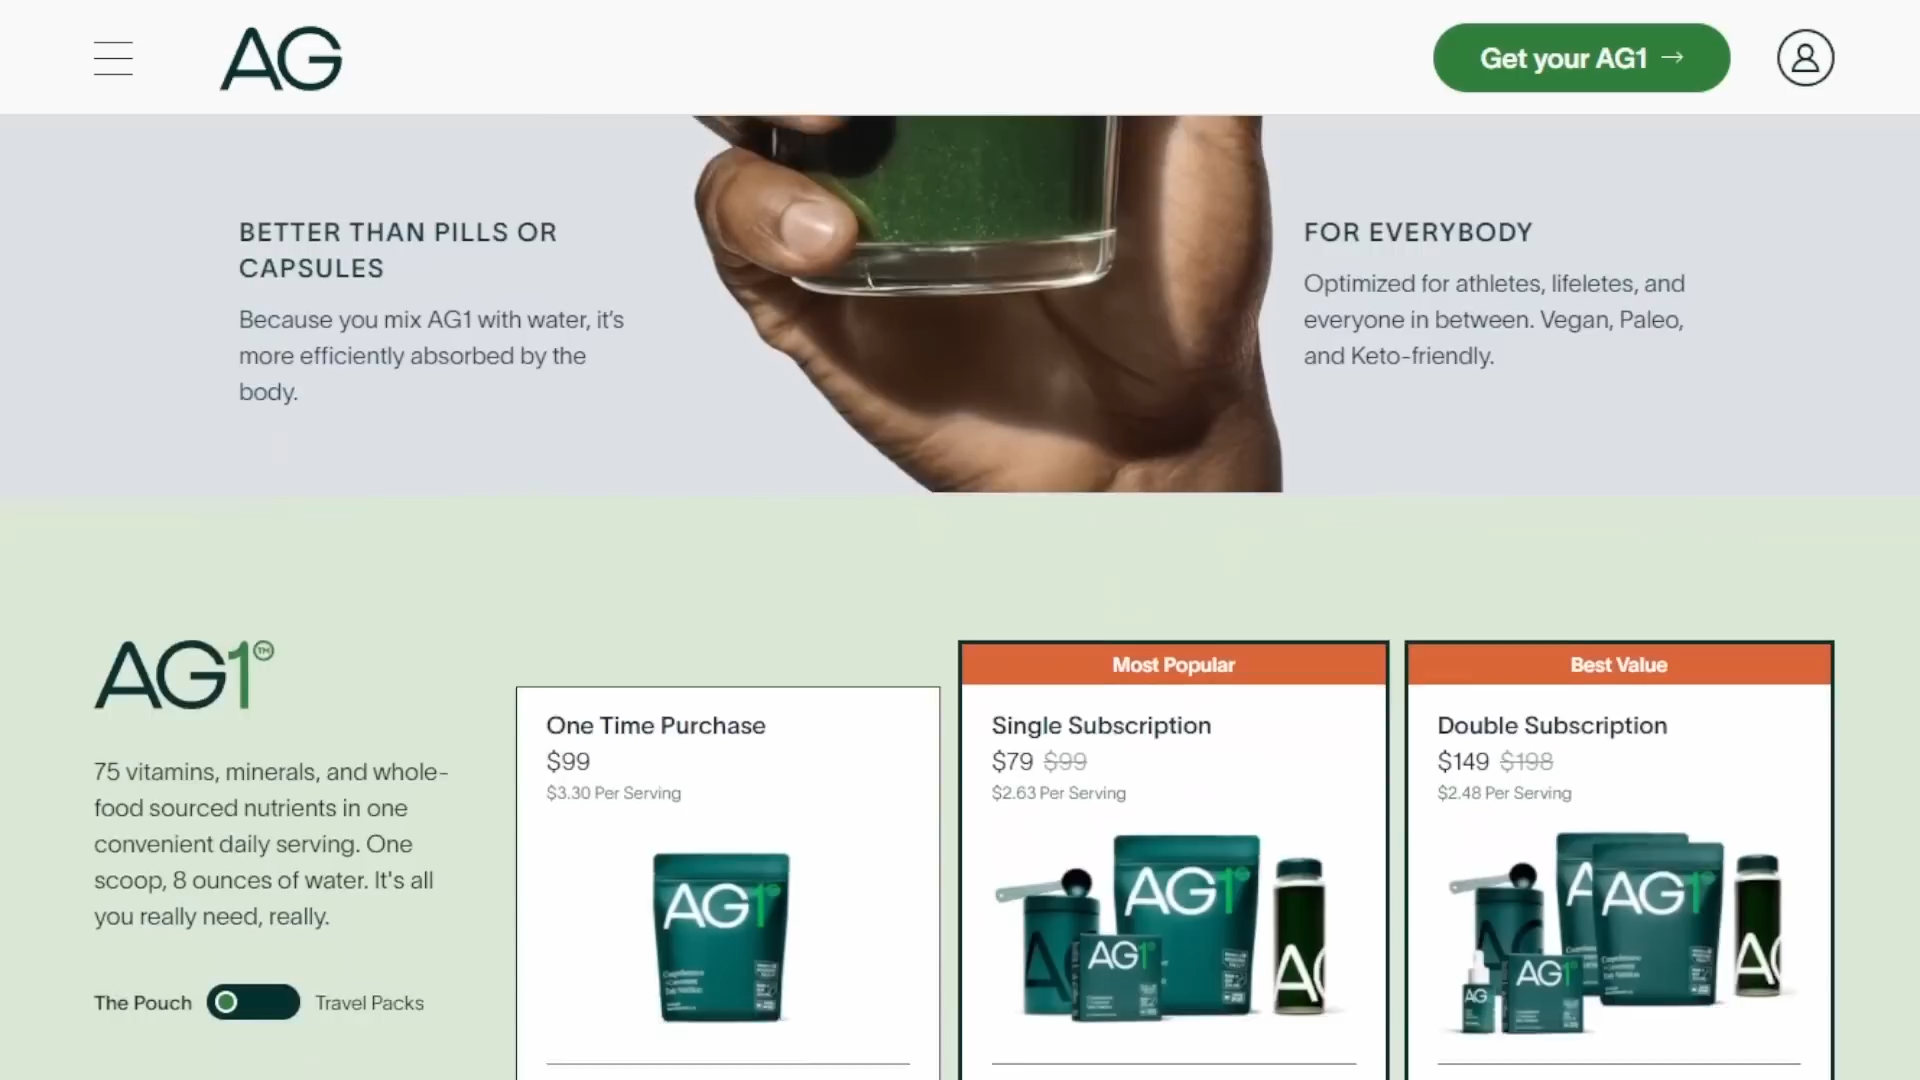 AG
Get your AG1 →
BETTER THAN PILLS OR
CAPSULES
Because you mix AG1 with water, it's
more efficiently absorbed by the
body.
FOR EVERYBODY
Optimized for athletes, lifeletes, and
everyone in between. Vegan, Paleo,
and Keto-friendly.
AG1™
75 vitamins, minerals, and whole-
food sourced nutrients in one
convenient daily serving. One
scoop, 8 ounces of water. It's all
you really need, really.
The Pouch
Travel Packs
One Time Purchase
$99
$3.30 Per Serving
AG1
Most Popular
Single Subscription
$79 $99
$2.63 Per Serving
AG1
AG1
AG
Best Value
Double Subscription
$149 $198
$2.48 Per Serving
AG1
AG1
AG